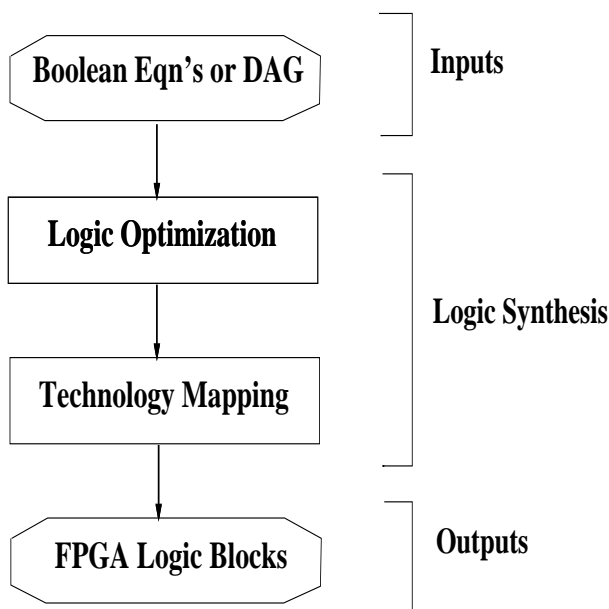 Boolean Eqn's or DAG
Inputs
Logic Optimization
Logic Synthesis
Technology Mapping
FPGA Logic Blocks
Outputs